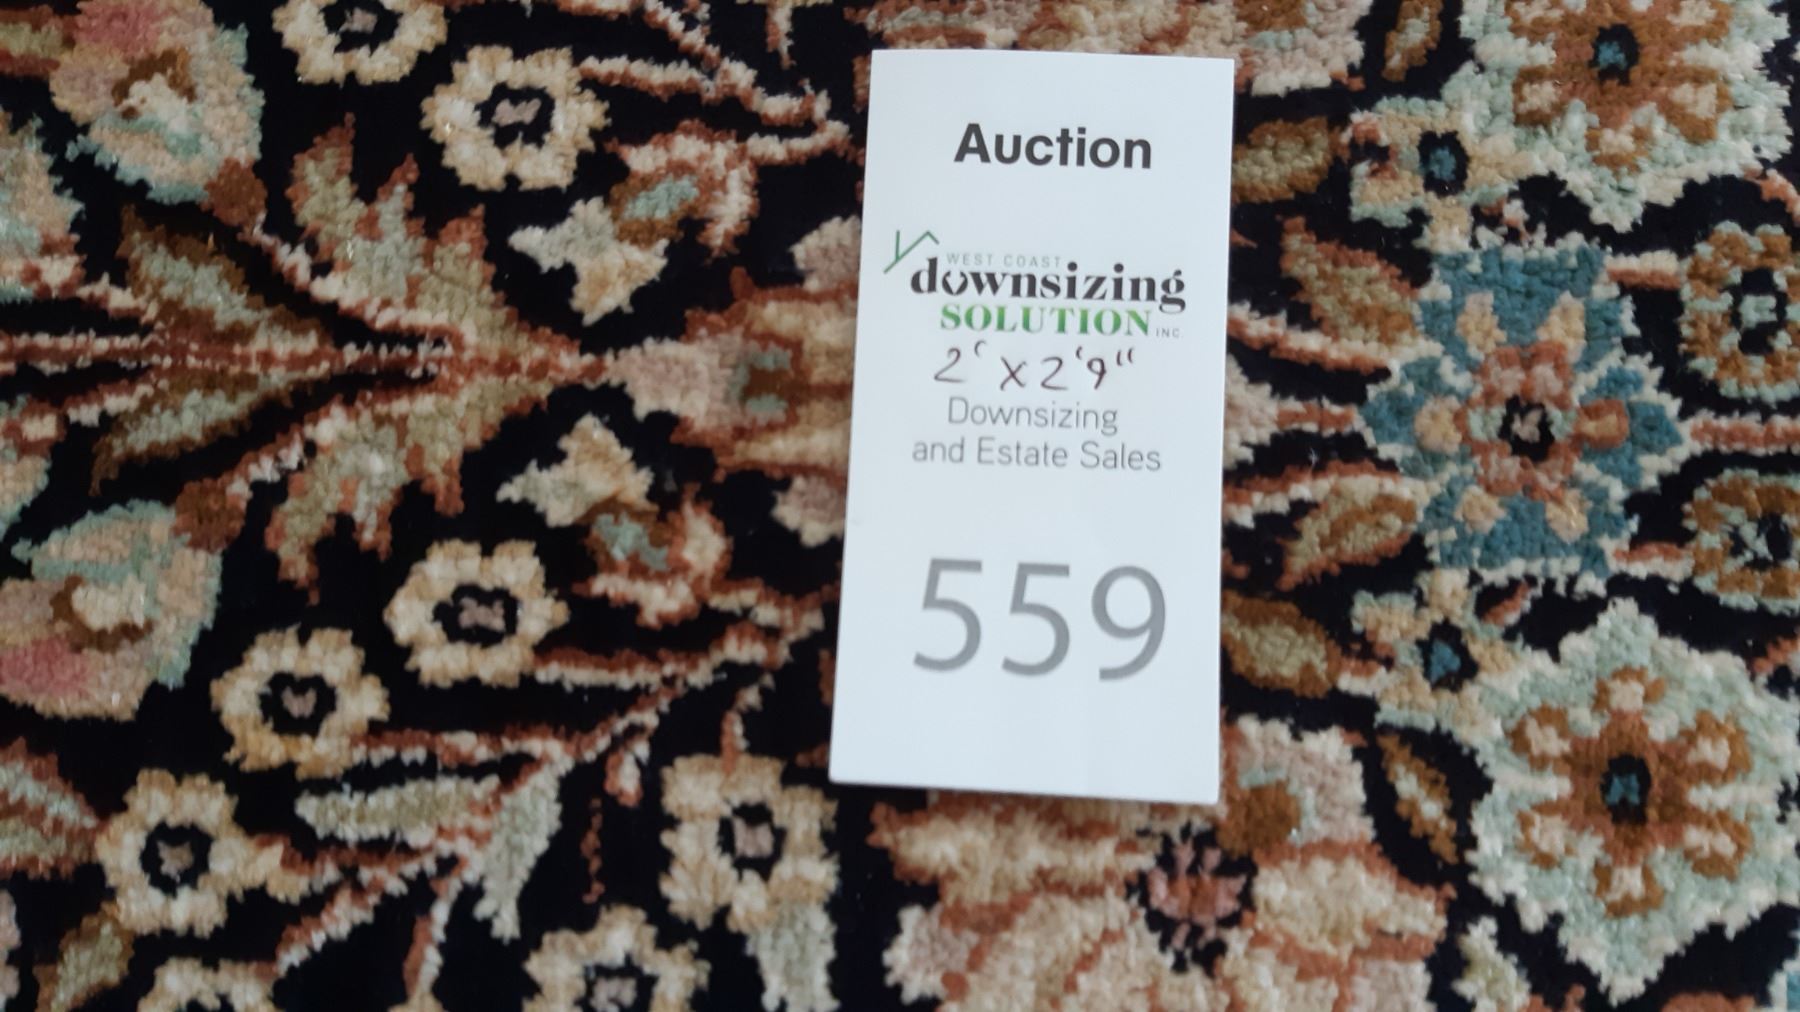 Auction
WEST COAST
downsizing
SOLUTION INC.
2' x 2'9"
Downsizing
and Estate Sales
559